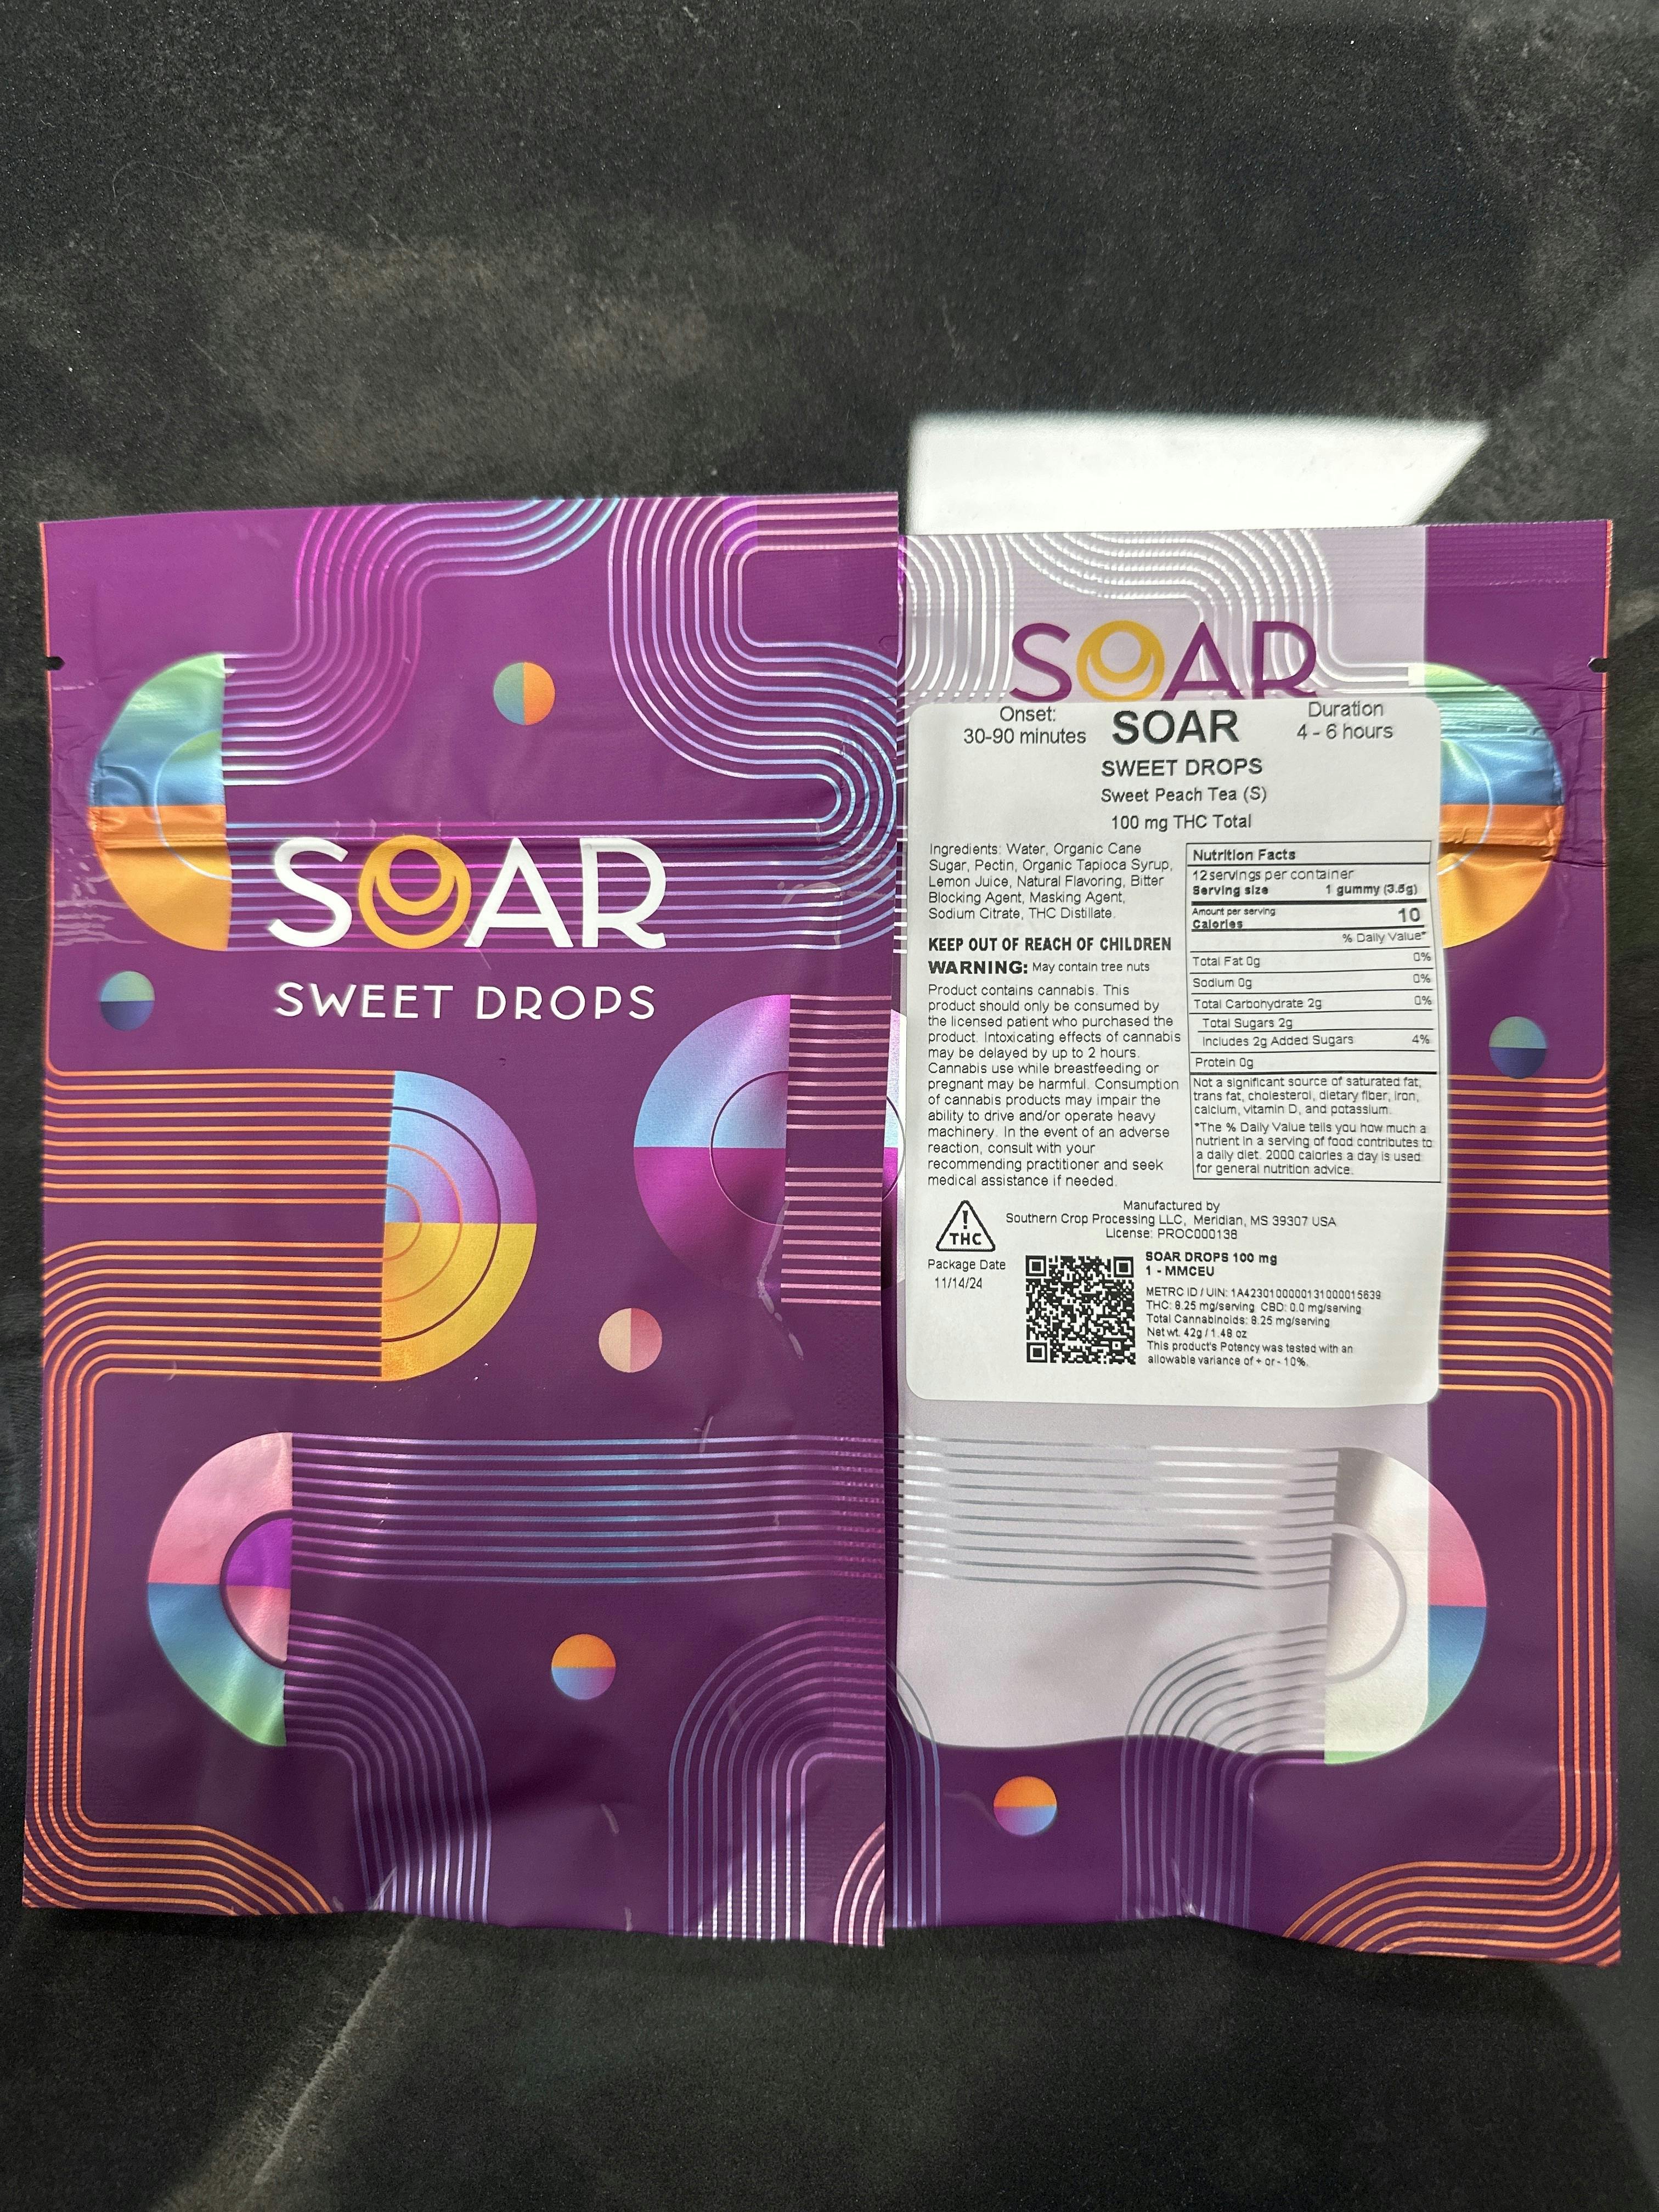 SOAR
SWEET DROPS
SOAR
Onset:
30-90 minutes
SOAR
Duration
4 - 6 hours
SWEET DROPS
Sweet Peach Tea (S)
100 mg THC Total
Ingredients: Water, Organic Cane
Sugar, Pectin, Organic Tapioca Syrup,
Lemon Juice, Natural Flavoring, Bitter
Blocking Agent, Masking Agent,
Sodium Citrate, THC Distillate.
KEEP OUT OF REACH OF CHILDREN
WARNING: May contain tree nuts
Product contains cannabis. This
product should only be consumed by
the licensed patient who purchased the
product. Intoxicating effects of cannabis
may be delayed by up to 2 hours.
Cannabis use while breastfeeding or
pregnant may be harmful. Consumption
of cannabis products may impair the
ability to drive and/or operate heavy
machinery. In the event of an adverse
reaction, consult with your
recommending practitioner and seek
medical assistance if needed.
Nutrition Facts
12 servings per container
Serving size 1 gummy (3.5g)
Amount per serving
Calories 10
% Daily Value*
Total Fat 0g 0%
Sodium 0g 0%
Total Carbohydrate 2g 0%
Total Sugars 2g
Includes 2g Added Sugars 4%
Protein 0g
Not a significant source of saturated fat,
trans fat, cholesterol, dietary fiber, iron,
calcium, vitamin D, and potassium.
*The % Daily Value tells you how much a
nutrient in a serving of food contributes to
a daily diet. 2000 calories a day is used
for general nutrition advice.
! THC
Manufactured by
Southern Crop Processing LLC, Meridian, MS 39307 USA
License: PROC000138
Package Date
11/14/24
SOAR DROPS 100 mg
1 - MMCEU
METRC ID / UIN: 1A4230100000131000015639
THC: 8.25 mg/serving CBD: 0.0 mg/serving
Total Cannabinoids: 8.25 mg/serving
Net wt. 42g / 1.48 oz
This product's Potency was tested with an
allowable variance of + or - 10%.